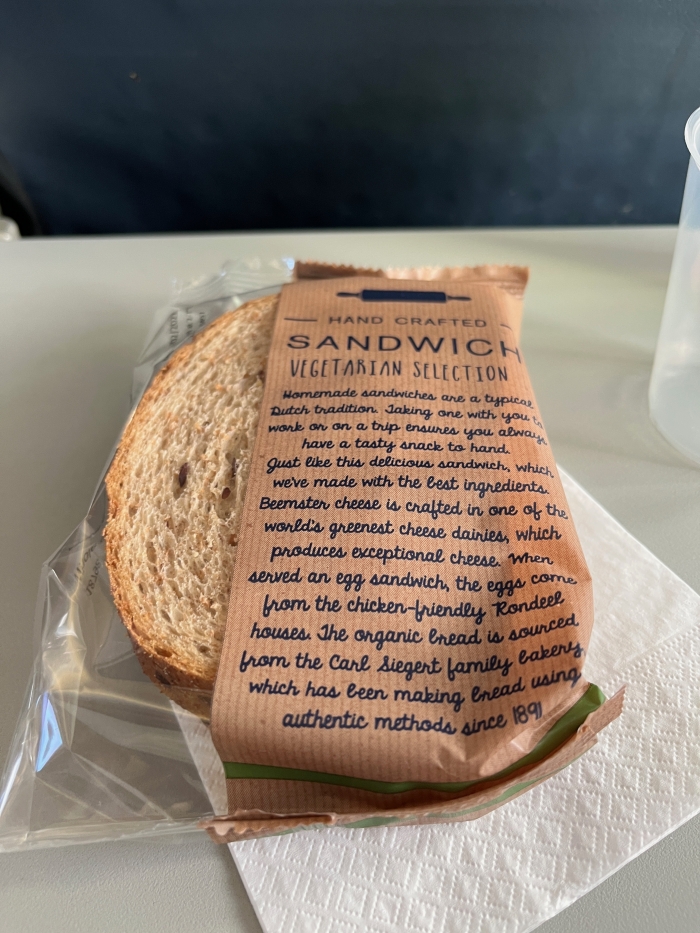 HAND CRAFTED
SANDWICH
VEGETARIAN SELECTION
Homemade sandwiches are a typical
Dutch tradition. Taking one with you to
work or on a trip ensures you always
have a tasty snack to hand.
Just like this delicious sandwich, which
we've made with the best ingredients.
Beemster cheese is crafted in one of the
world's greenest cheese dairies, which
produces exceptional cheese. When
served an egg sandwich, the eggs come
from the chicken-friendly Rondeel
houses. The organic bread is sourced
from the Carl Siegert family bakery,
which has been making bread using
authentic methods since 1891